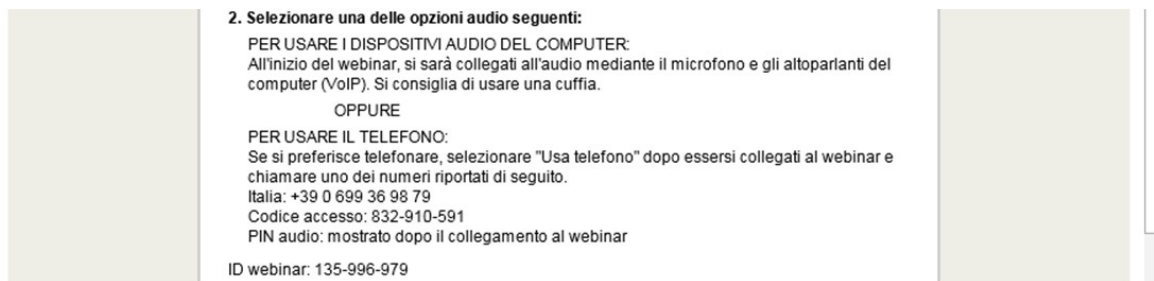 2. Selezionare una delle opzioni audio seguenti:
PER USARE I DISPOSITIVI AUDIO DEL COMPUTER:
All'inizio del webinar, si sarà collegati all'audio mediante il microfono e gli altoparlanti del
computer (VoIP). Si consiglia di usare una cuffia.
OPPURE
PER USARE IL TELEFONO:
Se si preferisce telefonare, selezionare "Usa telefono" dopo essersi collegati al webinar e
chiamare uno dei numeri riportati di seguito.
Italia: +39 0 699 36 98 79
Codice accesso: 832-910-591
PIN audio: mostrato dopo il collegamento al webinar
ID webinar: 135-996-979